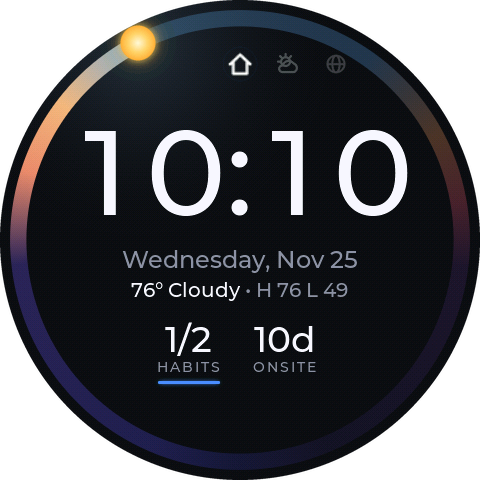 10:10
Wednesday, Nov 25
76° Cloudy • H 76 L 49
1/2 10d
HABITS ONSITE